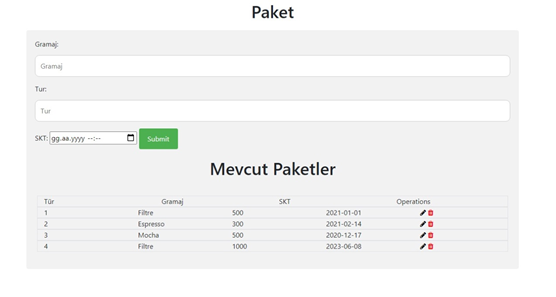 Paket
Gramaj:
Gramaj
Tur:
Tur
SKT: gg.aa.yyyy --:-- Submit
Mevcut Paketler
Tür Gramaj SKT Operations
1 Filtre 500 2021-01-01
2 Espresso 300 2021-02-14
3 Mocha 500 2020-12-17
4 Filtre 1000 2023-06-08